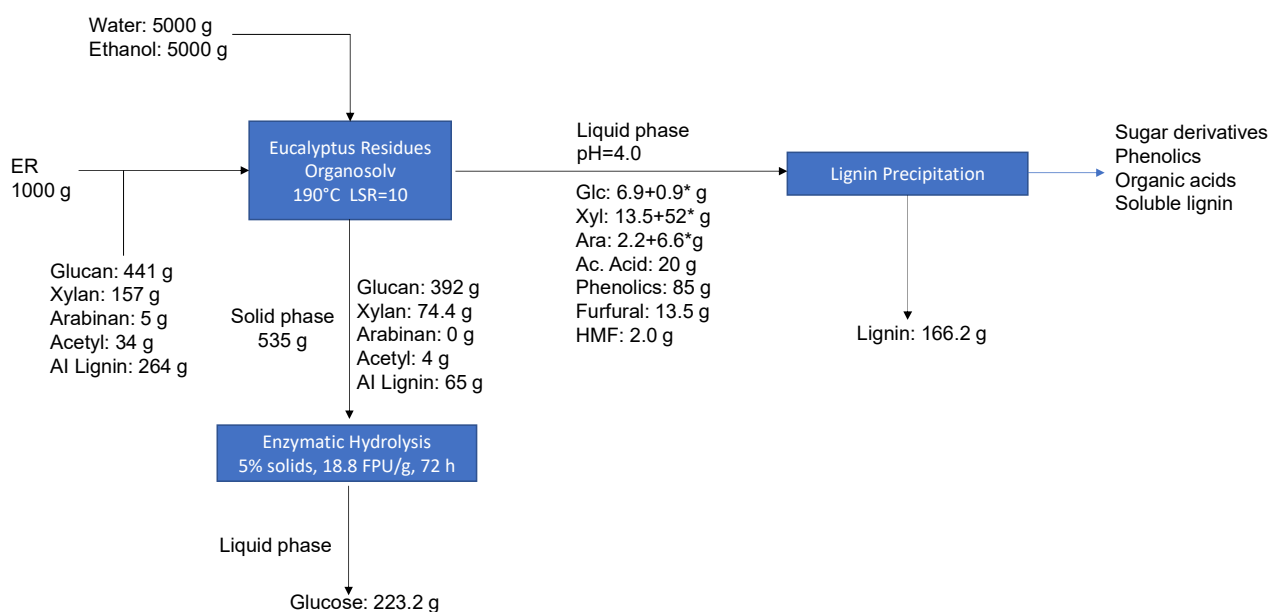 Water: 5000 g
Ethanol: 5000 g
ER
1000 g
Eucalyptus Residues
Organosolv
190°C LSR=10
Liquid phase
pH=4.0
Glc: 6.9+0.9* g
Xyl: 13.5+52* g
Ara: 2.2+6.6*g
Ac. Acid: 20 g
Phenolics: 85 g
Furfural: 13.5 g
HMF: 2.0 g
Lignin Precipitation
Sugar derivatives
Phenolics
Organic acids
Soluble lignin
Lignin: 166.2 g
Glucan: 441 g
Xylan: 157 g
Arabinan: 5 g
Acetyl: 34 g
AI Lignin: 264 g
Solid phase
535 g
Glucan: 392 g
Xylan: 74.4 g
Arabinan: 0 g
Acetyl: 4 g
AI Lignin: 65 g
Enzymatic Hydrolysis
5% solids, 18.8 FPU/g, 72 h
Liquid phase
Glucose: 223.2 g